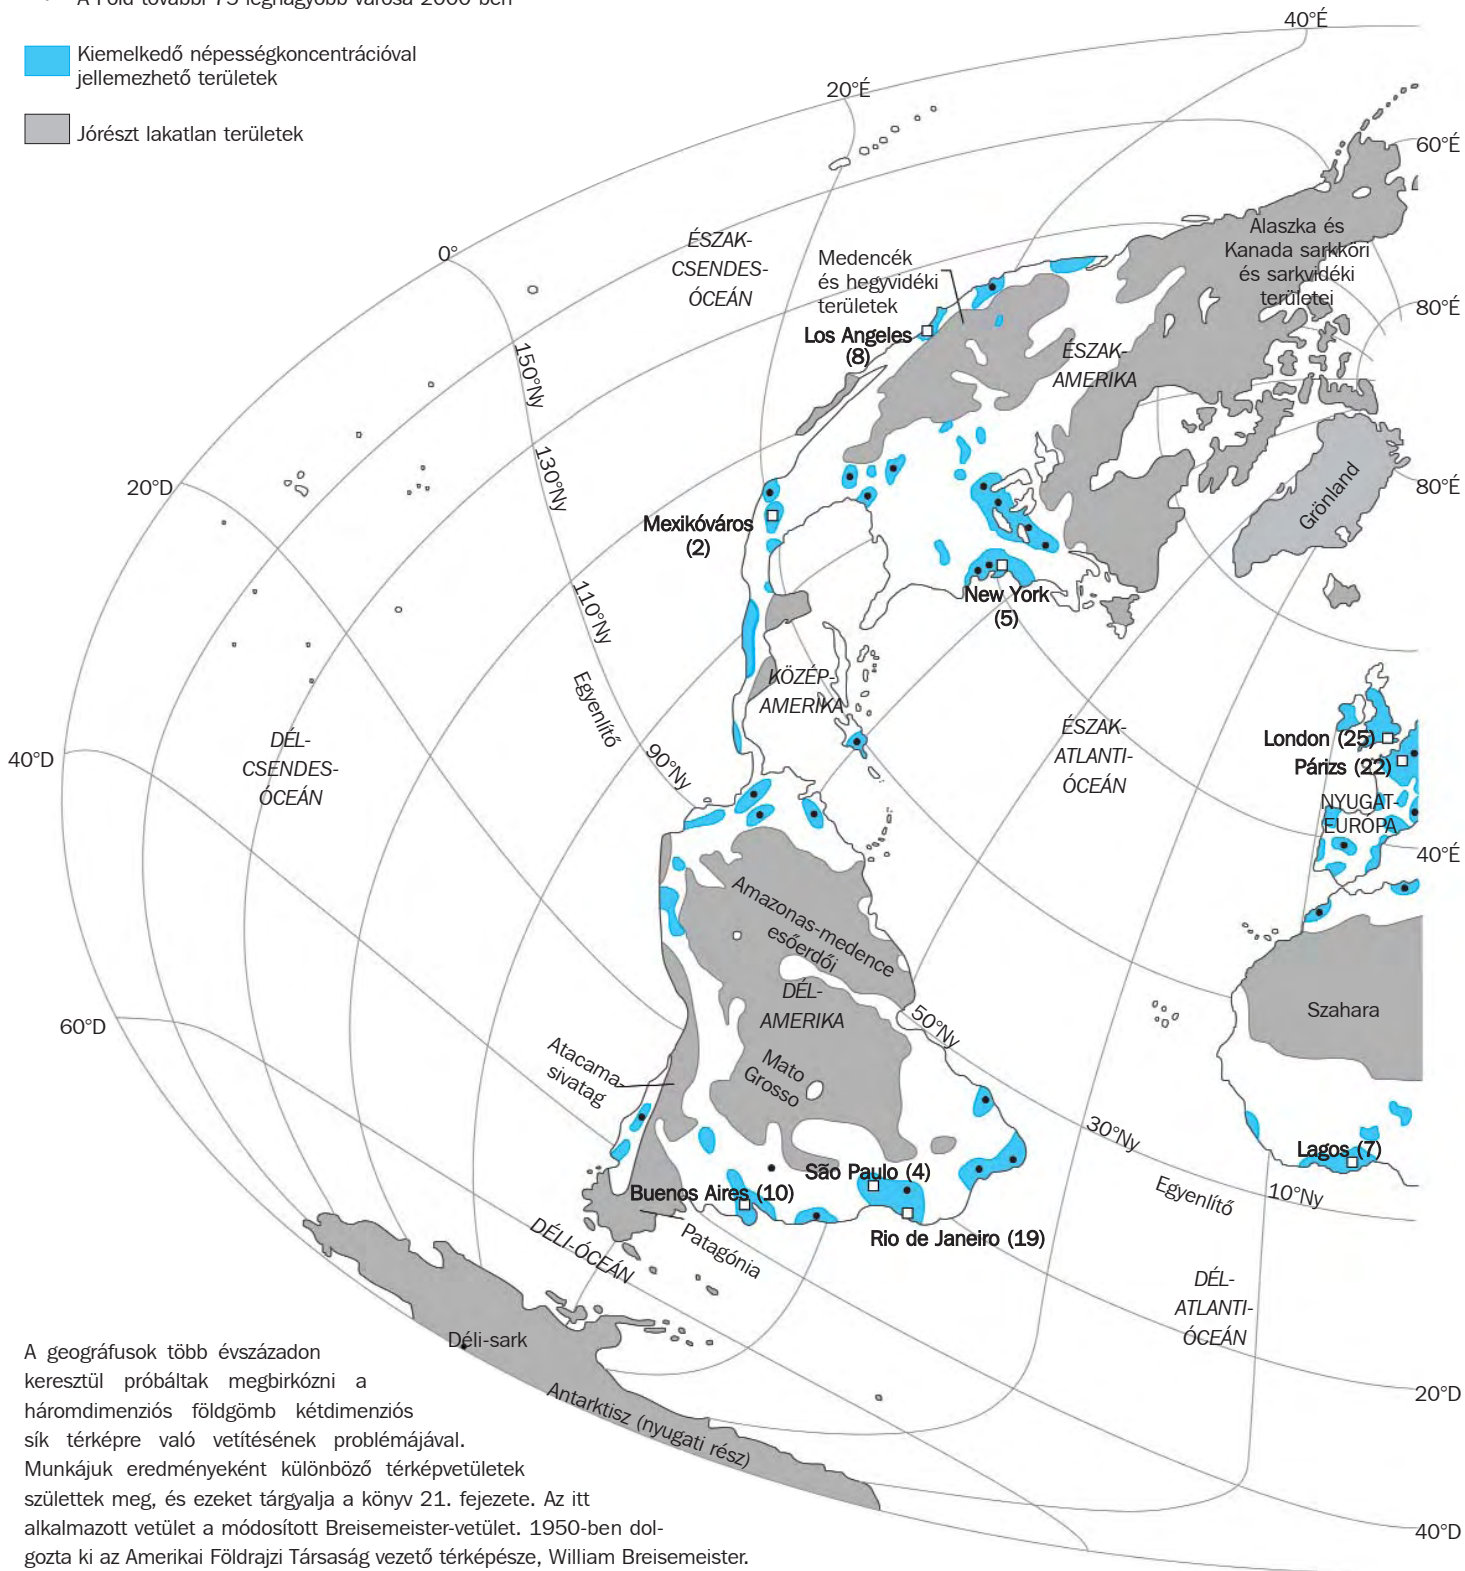 A Föld további 75 legnagyobb városa 2000-ben
Kiemelkedő népességkoncentrációval
jellemezhető területek
Jórészt lakatlan területek
40°É
20°É
60°É
0°
ÉSZAK-
CSENDES-
ÓCEÁN
Medencék
és hegyvidéki
területek
Alaszka és
Kanada sarkköri
és sarkvidéki
területei
80°É
Los Angeles
(8)
ÉSZAK-
AMERIKA
150°Ny
130°Ny
20°D
Grönland
80°É
Mexikóváros
(2)
New York
(5)
110°Ny
Egyenlítő
KÖZÉP-
AMERIKA
90°Ny
40°D
DÉL-
CSENDES-
ÓCEÁN
ÉSZAK-
ATLANTI-
ÓCEÁN
London (25)
Párizs (22)
NYUGAT-
EURÓPA
40°É
Amazonas-medence
esőerdői
DÉL-
AMERIKA
50°Ny
Szahara
60°D
Atacama-
sivatag
Mato
Grosso
30°Ny
Lagos (7)
São Paulo (4)
Buenos Aires (10)
Egyenlítő
10°Ny
Rio de Janeiro (19)
Patagónia
DÉLI-ÓCEÁN
DÉL-
ATLANTI-
ÓCEÁN
Déli-sark
Antarktisz (nyugati rész)
20°D
40°D
A geográfusok több évszázadon
keresztül próbáltak megbirkózni a
háromdimenziós földgömb kétdimenziós
sík térképre való vetítésének problémájával.
Munkájuk eredményeként különböző térképvetületek
születtek meg, és ezeket tárgyalja a könyv 21. fejezete. Az itt
alkalmazott vetület a módosított Breisemeister-vetület. 1950-ben dol-
gozta ki az Amerikai Földrajzi Társaság vezető térképésze, William Breisemeister.